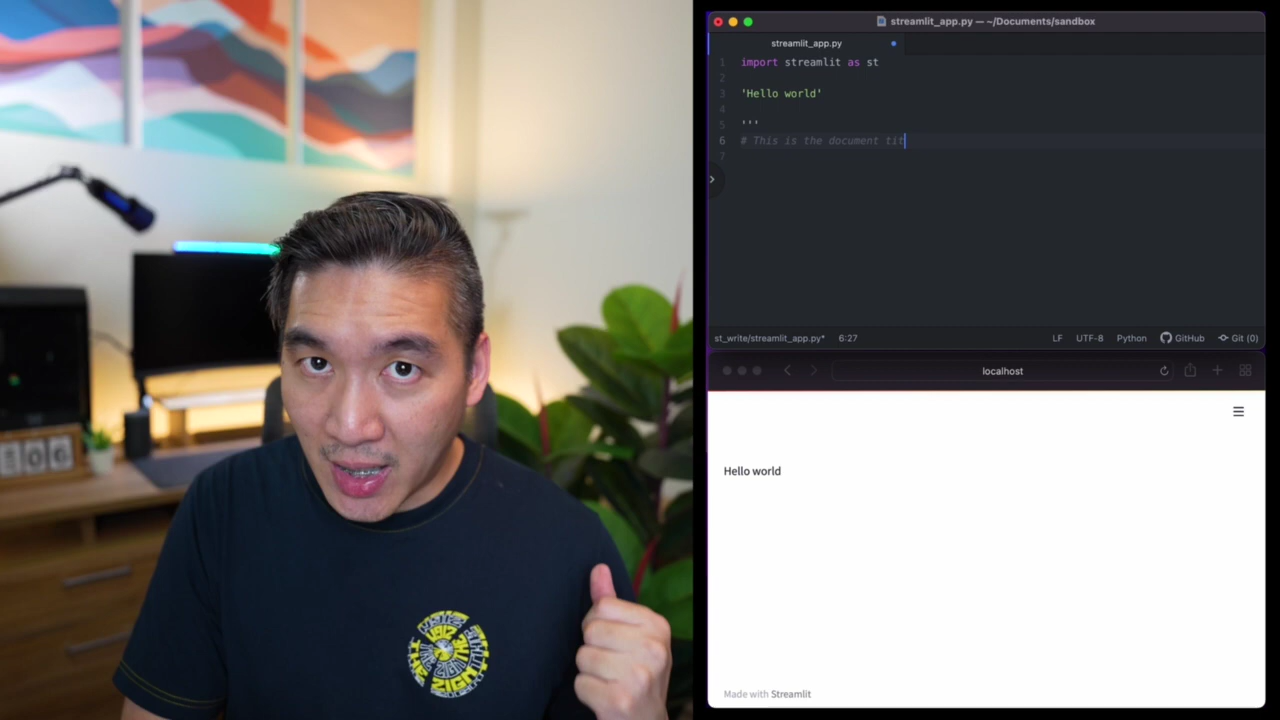 streamlit_app.py — ~/Documents/sandbox
streamlit_app.py
1 import streamlit as st
2
3 'Hello world'
4
5 '''
6 # This is the document tit
7
st_write/streamlit_app.py* 6:27 LF UTF-8 Python GitHub Git (0)
localhost
Hello world
Made with Streamlit
06